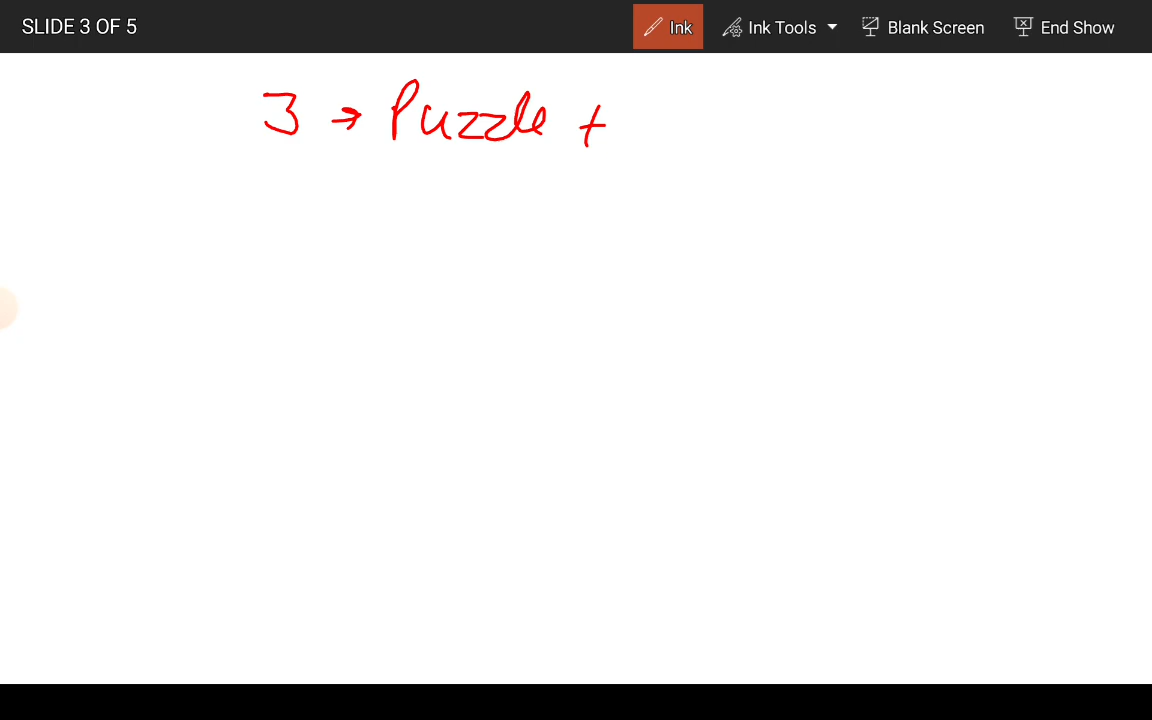 SLIDE 3 OF 5 Ink Ink Tools Blank Screen End Show
3 → Puzzle +